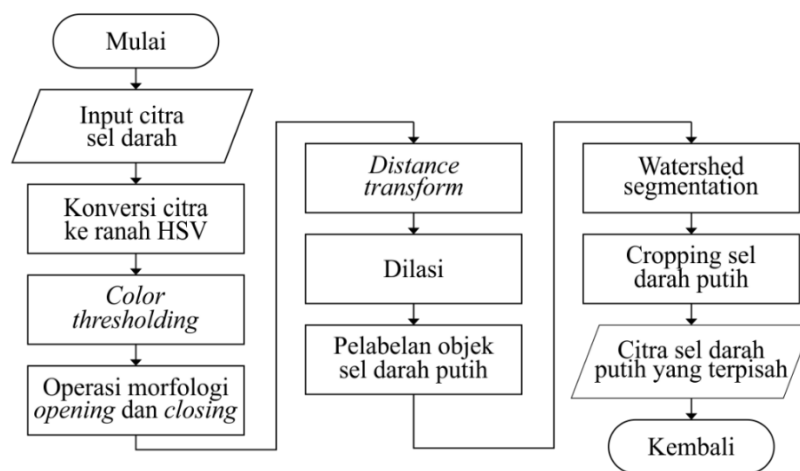 Mulai
Input citra
sel darah
Konversi citra
ke ranah HSV
Color
thresholding
Operasi morfologi
opening dan closing
Distance
transform
Dilasi
Pelabelan objek
sel darah putih
Watershed
segmentation
Cropping sel
darah putih
Citra sel darah
putih yang terpisah
Kembali